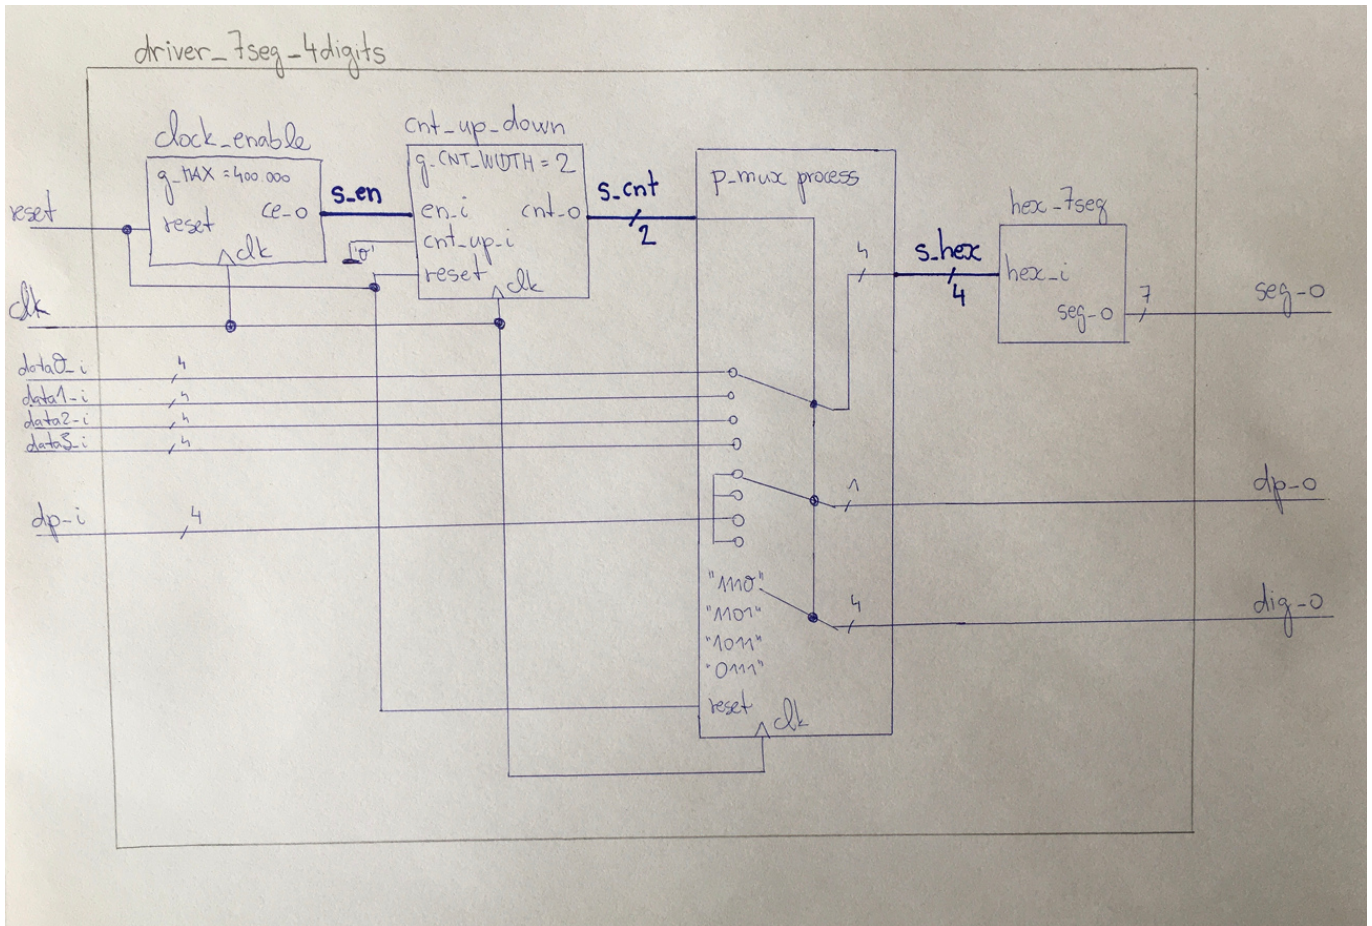 driver_7seg_4digits
clock_enable
g_MAX = 400.000
reset
ce_o
clk
s_en
cnt_up_down
g_CNT_WIDTH = 2
en_i
cnt_o
cnt_up_i
reset
clk
'0'
s_cnt
2
p_mux process
4
s_hex
4
hex_7seg
hex_i
seg_o
7
seg_o
reset
clk
data0_i
4
data1_i
4
data2_i
4
data3_i
4
dp_i
4
1
dp_o
"1110"
"1101"
"1011"
"0111"
4
dig_o
reset
clk